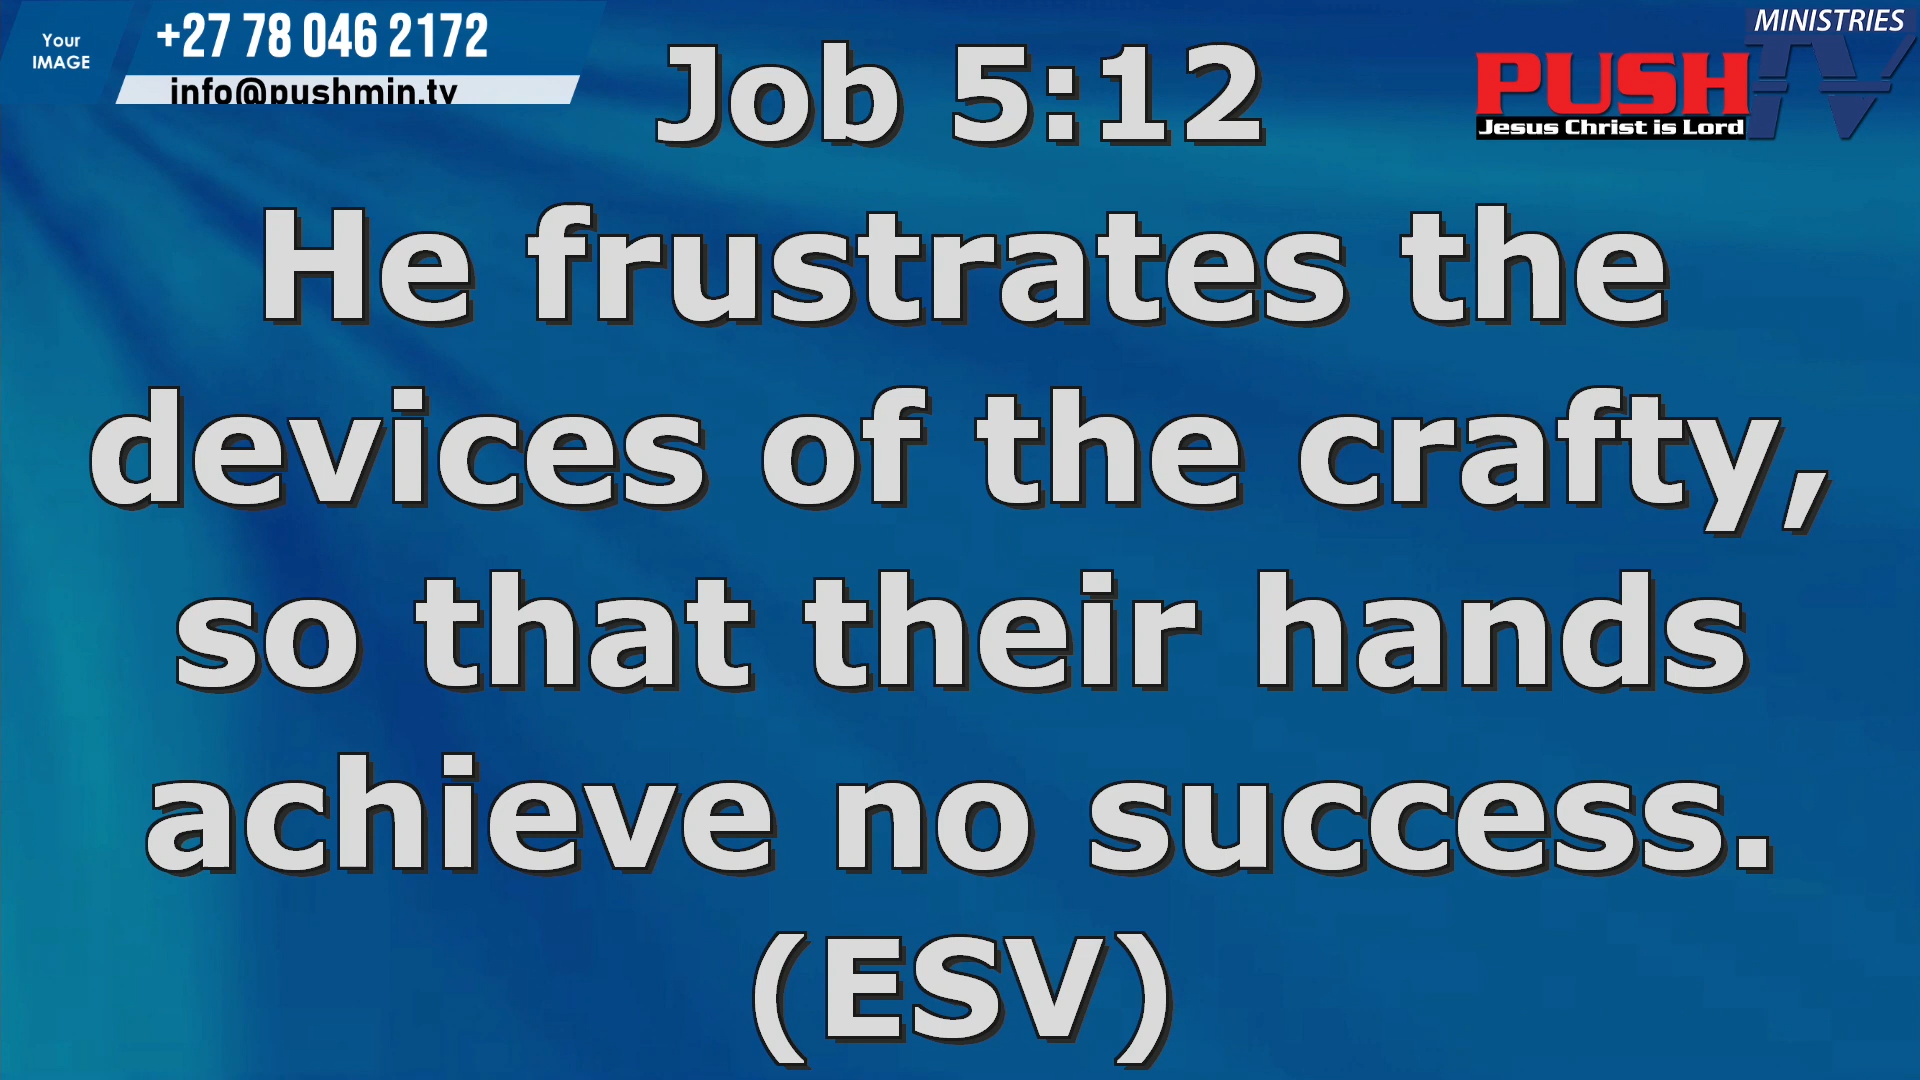 Your
IMAGE
+27 78 046 2172
info@pushmin.tv
MINISTRIES
PUSH TV
Jesus Christ is Lord
Job 5:12
He frustrates the
devices of the crafty,
so that their hands
achieve no success.
(ESV)